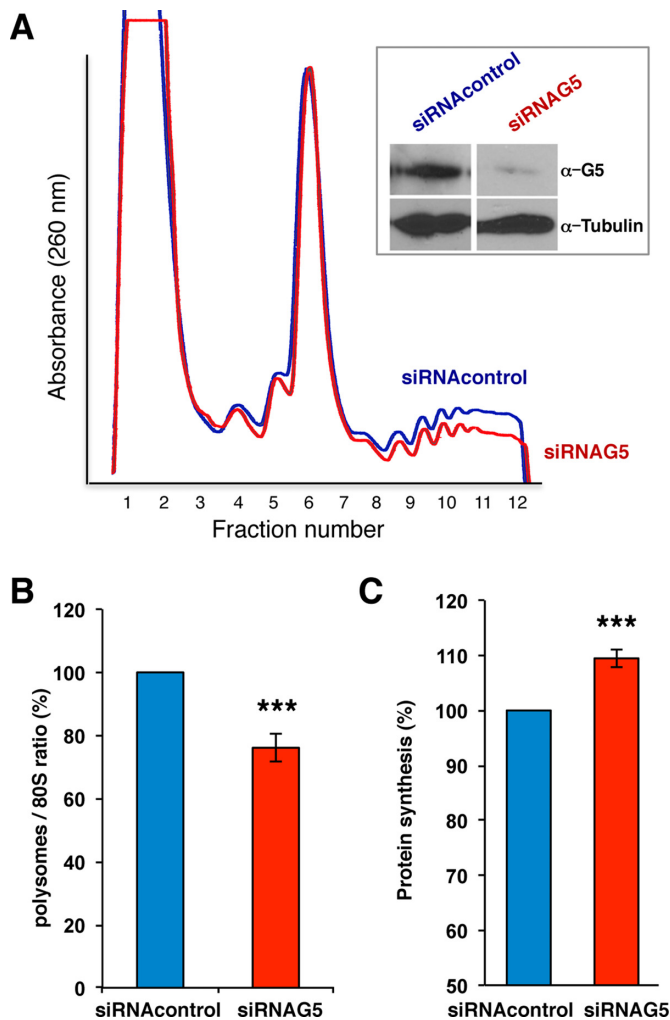 A
siRNAcontrol
siRNAG5
α-G5
α-Tubulin
Absorbance (260 nm)
siRNAcontrol
siRNAG5
1 2 3 4 5 6 7 8 9 10 11 12
Fraction number
B
120
100
80
60
40
20
0
polysomes / 80S ratio (%)
***
siRNAcontrol siRNAG5
C
120
110
100
90
80
70
60
50
Protein synthesis (%)
***
siRNAcontrol siRNAG5